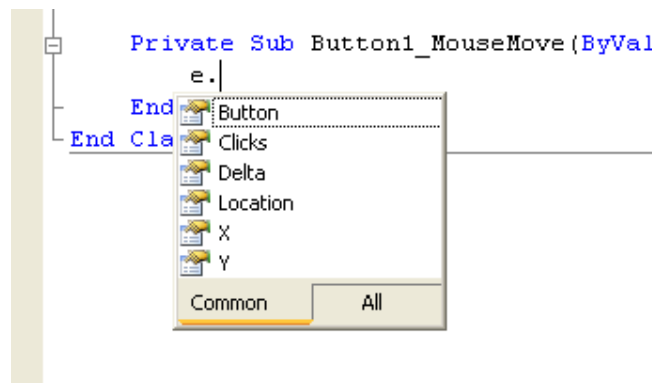 Private Sub Button1_MouseMove(ByVal
e.
End
Button
End Cla
Clicks
Delta
Location
X
Y
Common All